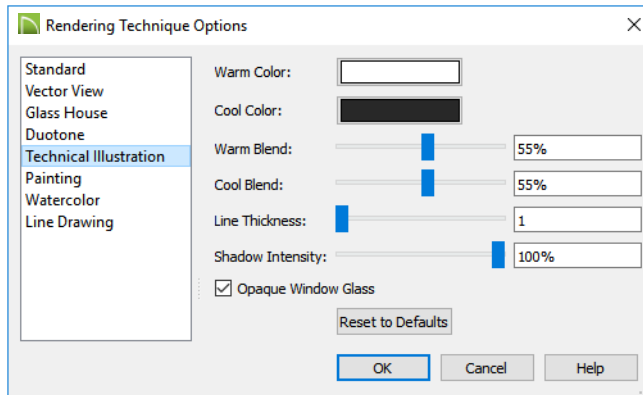 Rendering Technique Options
Standard
Vector View
Glass House
Duotone
Technical Illustration
Painting
Watercolor
Line Drawing
Warm Color:
Cool Color:
Warm Blend:
55%
Cool Blend:
55%
Line Thickness:
1
Shadow Intensity:
100%
Opaque Window Glass
Reset to Defaults
OK
Cancel
Help